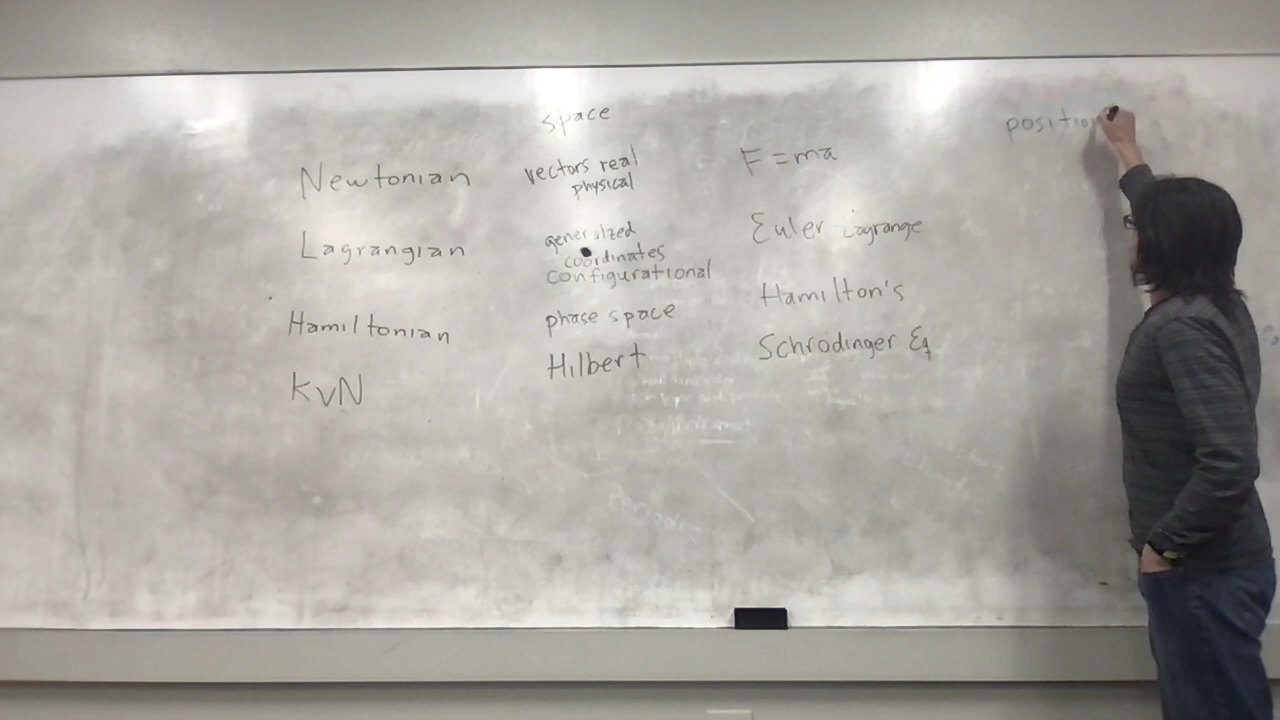 space
position
Newtonian
vectors real
physical
F = ma
Lagrangian
generalized
coordinates
configurational
Euler Lagrange
Hamiltonian
phase space
Hamilton's
KvN
Hilbert
Schrodinger Eq